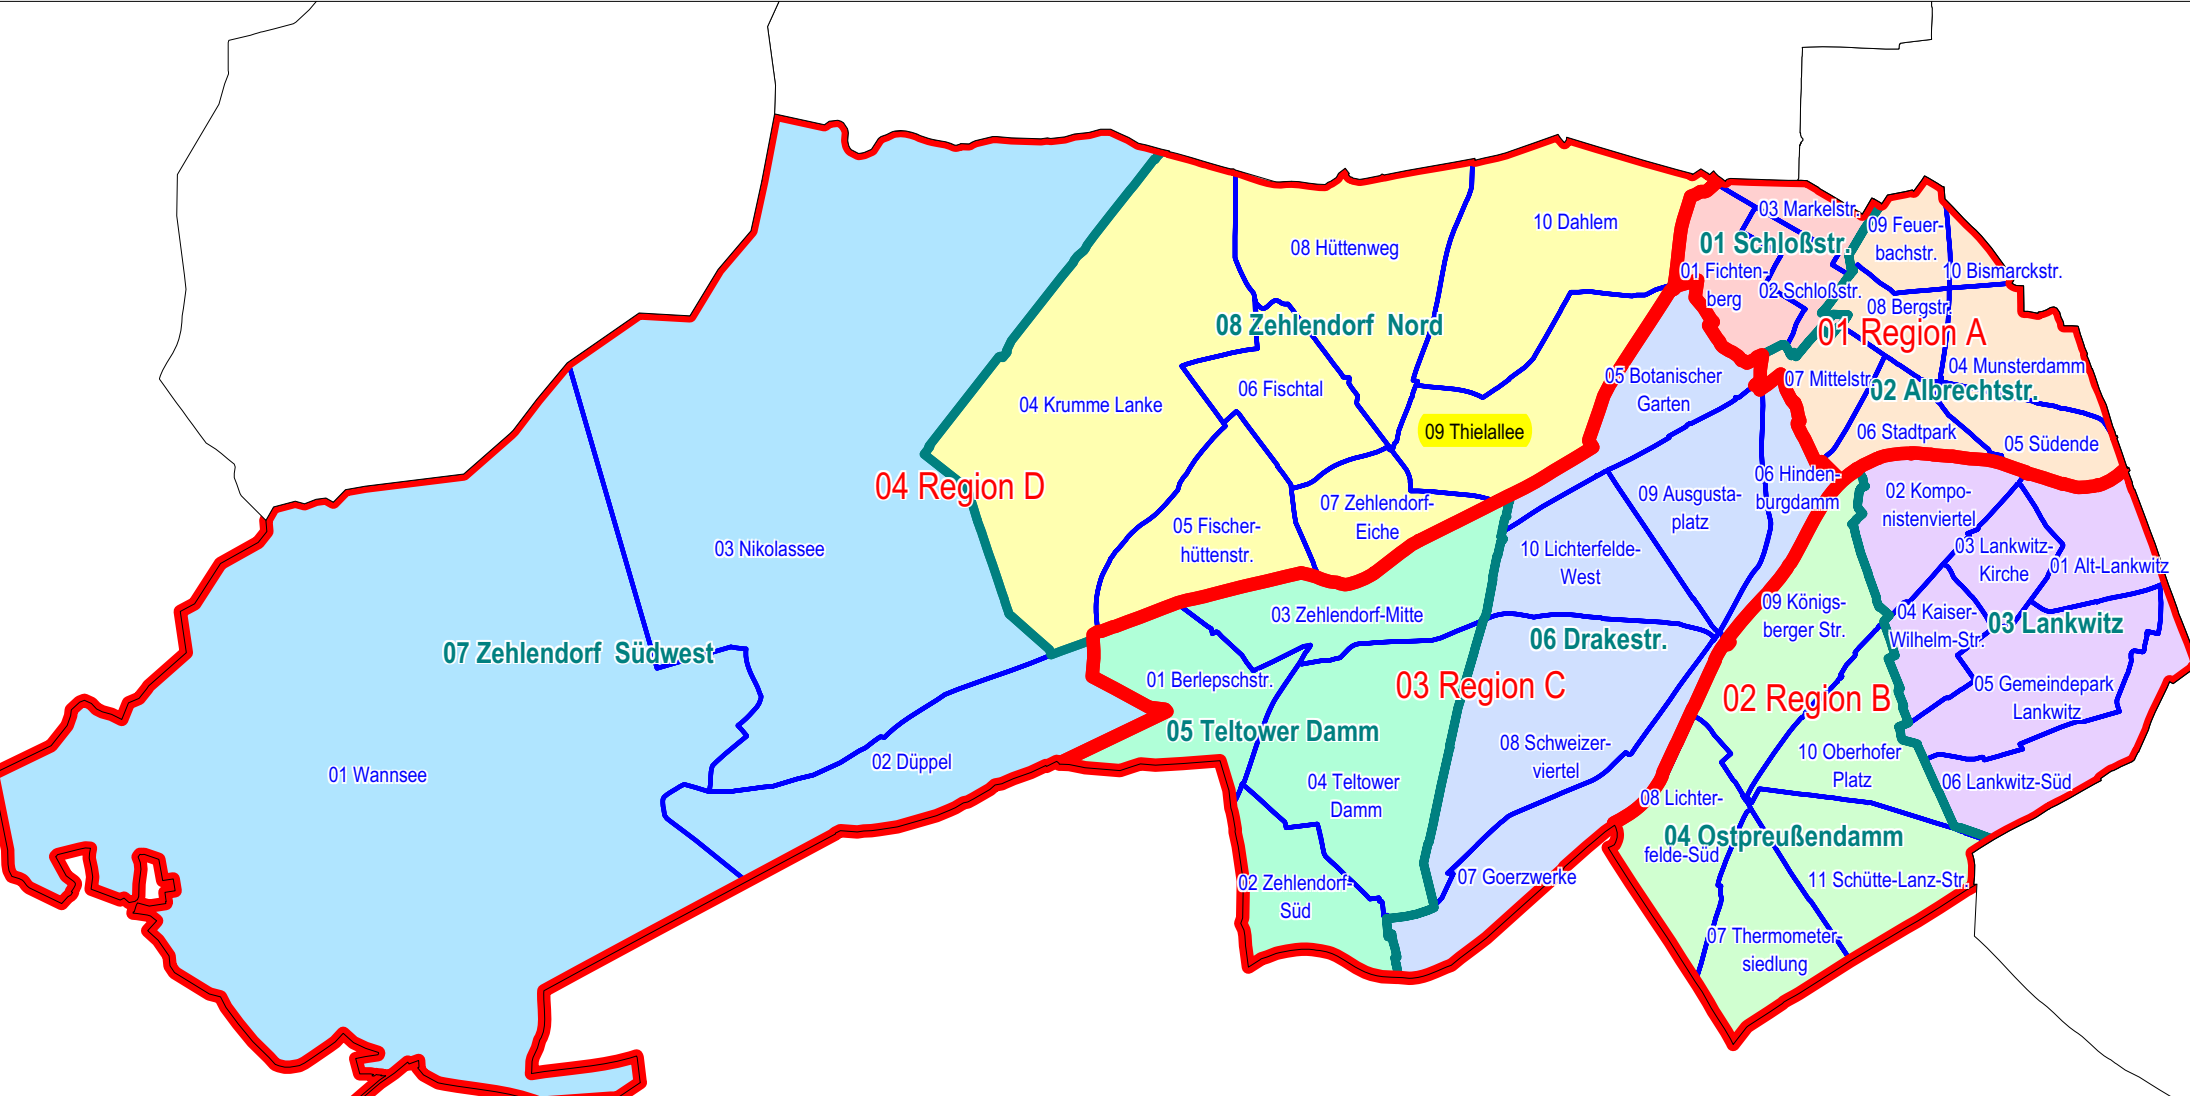 03 Markelstr.
10 Dahlem
09 Feuer-
bachstr.
08 Hüttenweg
01 Schloßstr.
01 Fichten-
berg
10 Bismarckstr.
02 Schloßstr.
08 Bergstr.
08 Zehlendorf Nord
01 Region A
04 Munsterdamm
07 Mittelstr.
02 Albrechtstr.
05 Botanischer
Garten
06 Fischtal
04 Krumme Lanke
09 Thielallee
06 Stadtpark
05 Südende
04 Region D
06 Hinden-
burgdamm
09 Ausgusta-
platz
02 Kompo-
nistenviertel
07 Zehlendorf-
Eiche
05 Fischer-
hüttenstr.
03 Nikolassee
10 Lichterfelde-
West
03 Lankwitz-
Kirche
01 Alt-Lankwitz
09 Königs-
berger Str.
04 Kaiser-
Wilhelm-Str.
03 Lankwitz
03 Zehlendorf-Mitte
06 Drakestr.
07 Zehlendorf Südwest
01 Berlepschstr.
03 Region C
02 Region B
05 Gemeindepark
Lankwitz
05 Teltower Damm
08 Schweizer-
viertel
10 Oberhofer
Platz
02 Düppel
01 Wannsee
04 Teltower
Damm
06 Lankwitz-Süd
08 Lichter-
felde-Süd
04 Ostpreußendamm
07 Goerzwerke
02 Zehlendorf-
Süd
11 Schütte-Lanz-Str.
07 Thermometer-
siedlung